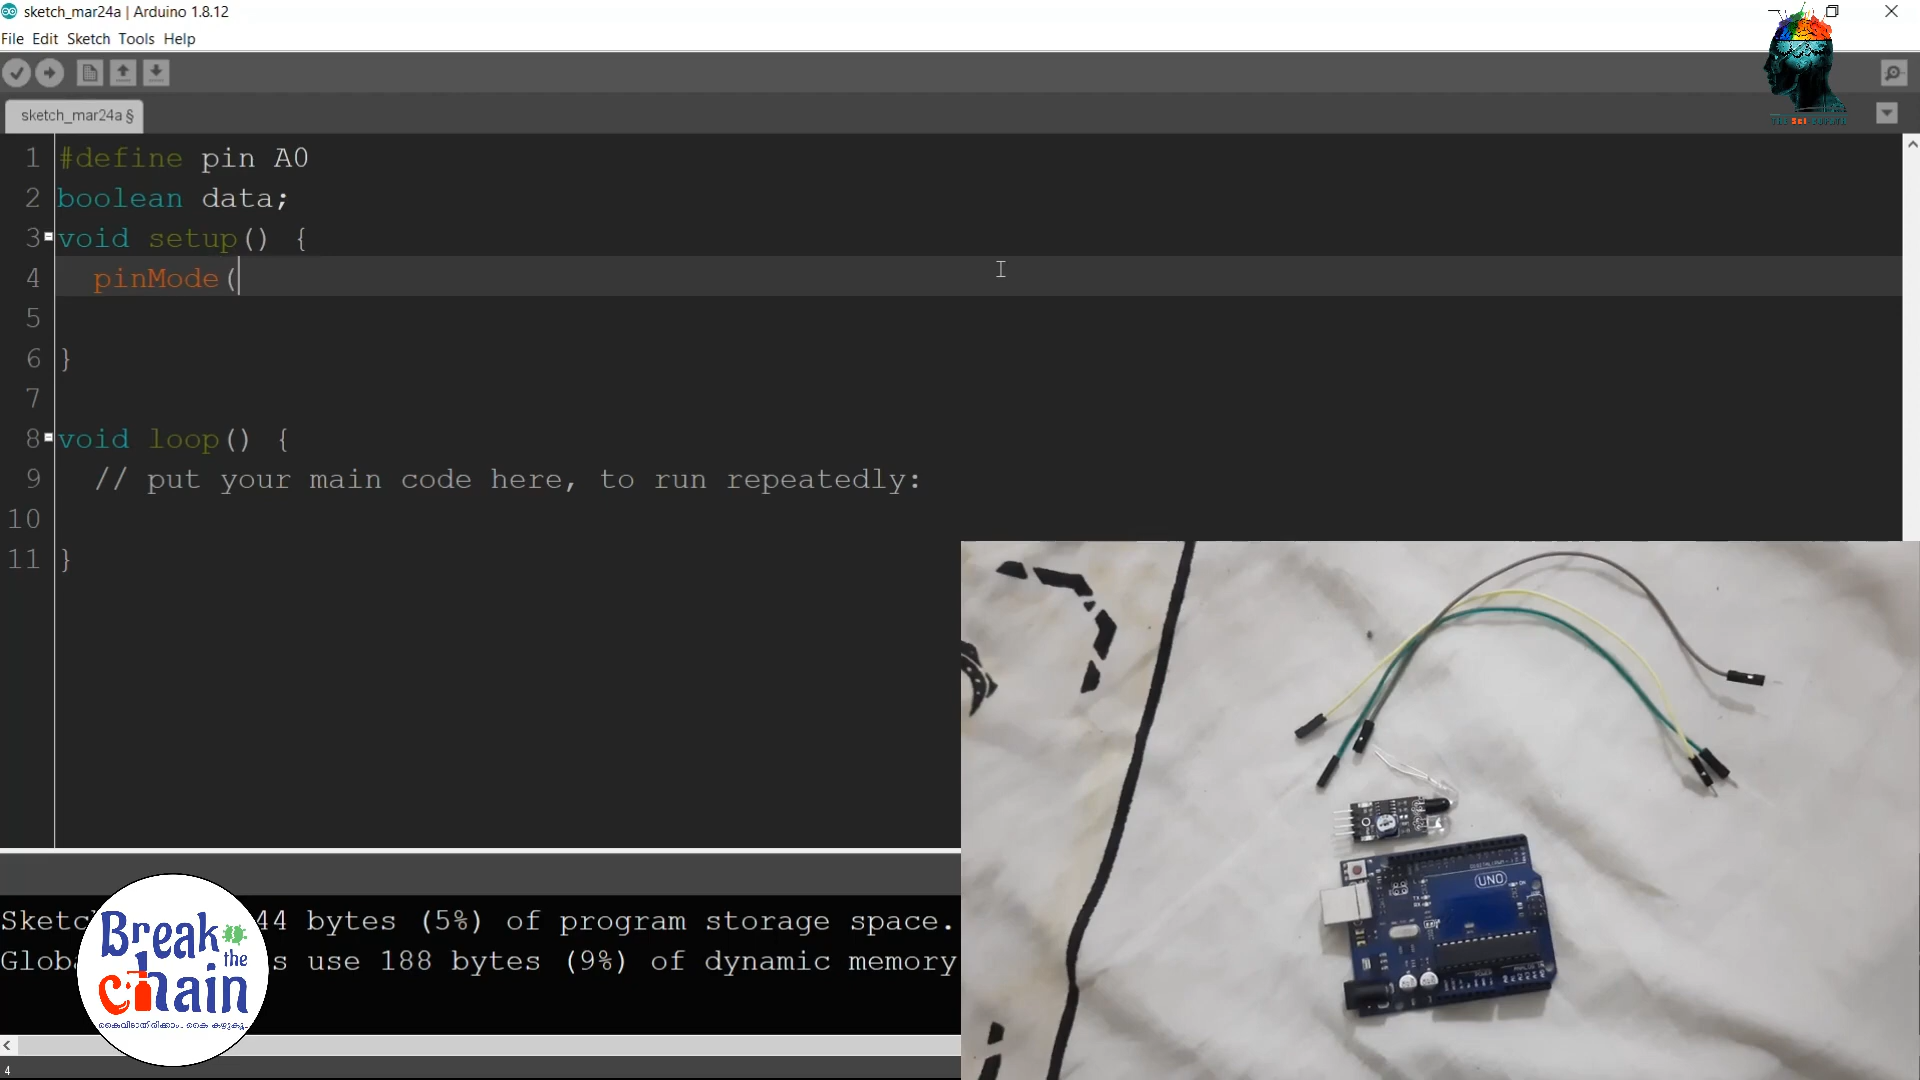 sketch_mar24a | Arduino 1.8.12
File Edit Sketch Tools Help
sketch_mar24a §
1 #define pin A0
2 boolean data;
3 void setup() {
4 pinMode(
5
6 }
7
8 void loop() {
9 // put your main code here, to run repeatedly:
10
11 }
UNO
Sketc 44 bytes (5%) of program storage space.
Globa s use 188 bytes (9%) of dynamic memory
Break
the
chain
കൈവിടാതിരിക്കാം.. കൈ കഴുകൂ..
4